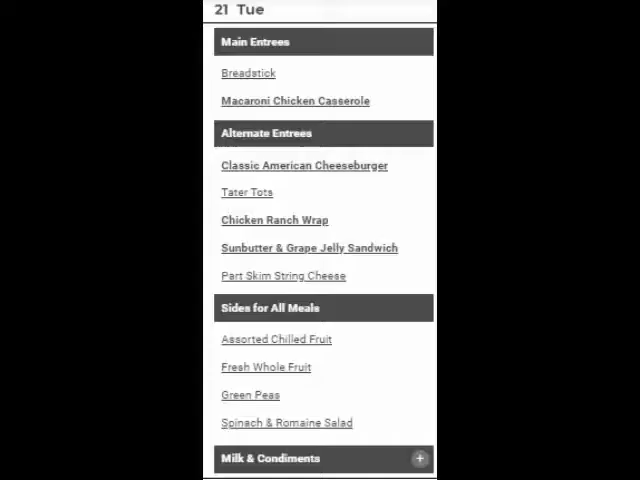 21 Tue
Main Entrees
Breadstick
Macaroni Chicken Casserole
Alternate Entrees
Classic American Cheeseburger
Tater Tots
Chicken Ranch Wrap
Sunbutter & Grape Jelly Sandwich
Part Skim String Cheese
Sides for All Meals
Assorted Chilled Fruit
Fresh Whole Fruit
Green Peas
Spinach & Romaine Salad
Milk & Condiments +